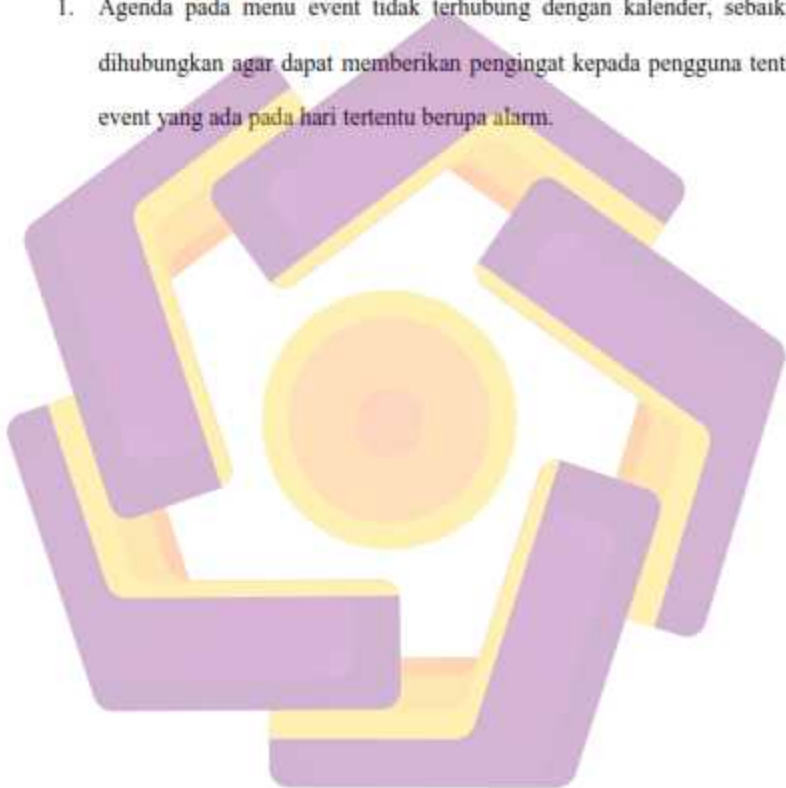 1. Agenda pada menu event tidak terhubung dengan kalender, sebaik
dihubungkan agar dapat memberikan pengingat kepada pengguna tent
event yang ada pada hari tertentu berupa alarm.